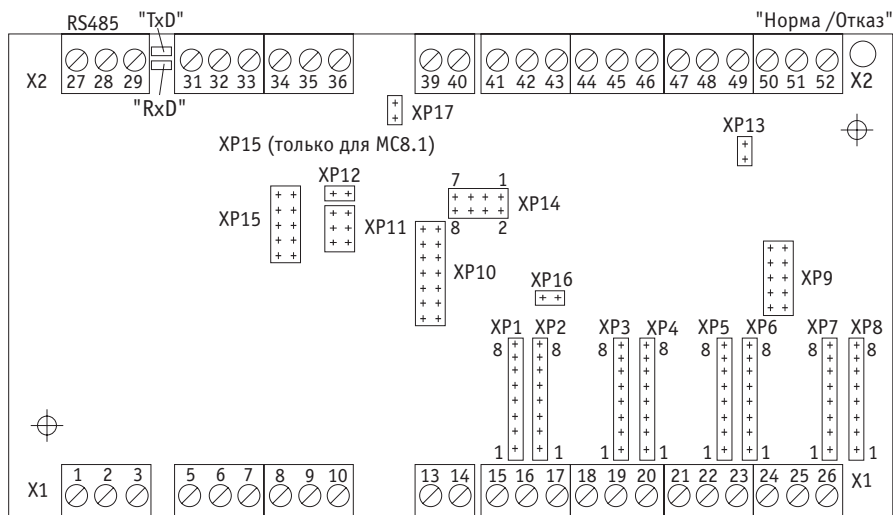 RS485 "TxD" "Норма /Отказ"
X2 27 28 29 31 32 33 34 35 36 39 40 41 42 43 44 45 46 47 48 49 50 51 52 X2
"RxD"
XP17
XP13
XP15 (только для МС8.1)
XP12 7 1
XP15 XP11 XP14
8 2
XP10 XP9
XP16
XP1 XP2 XP3 XP4 XP5 XP6 XP7 XP8
8 8 8 8 8 8 8 8
1 1 1 1 1 1 1 1
X1 1 2 3 5 6 7 8 9 10 13 14 15 16 17 18 19 20 21 22 23 24 25 26 X1